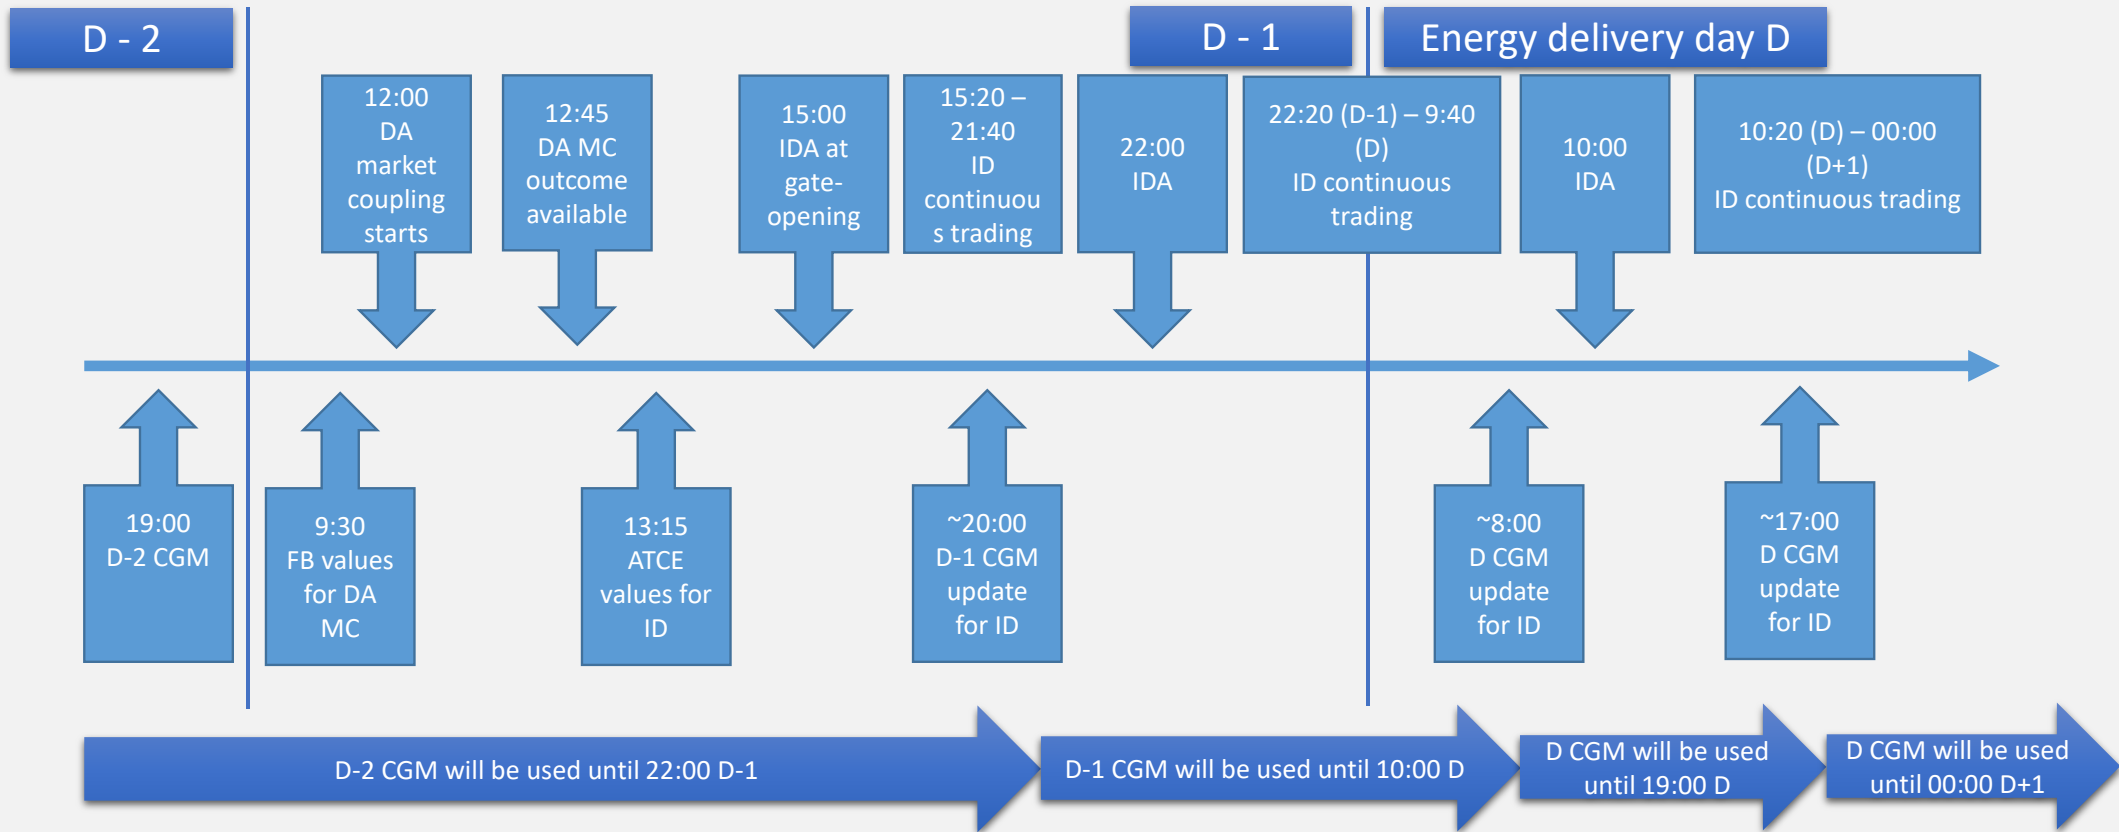 D - 2
D - 1
Energy delivery day D
12:00
DA
market
coupling
starts
12:45
DA MC
outcome
available
15:00
IDA at
gate-
opening
15:20 –
21:40
ID
continuou
s trading
22:00
IDA
22:20 (D-1) – 9:40
(D)
ID continuous
trading
10:00
IDA
10:20 (D) – 00:00
(D+1)
ID continuous trading
19:00
D-2 CGM
9:30
FB values
for DA
MC
13:15
ATCE
values for
ID
~20:00
D-1 CGM
update
for ID
~8:00
D CGM
update
for ID
~17:00
D CGM
update
for ID
D-2 CGM will be used until 22:00 D-1
D-1 CGM will be used until 10:00 D
D CGM will be used
until 19:00 D
D CGM will be used
until 00:00 D+1